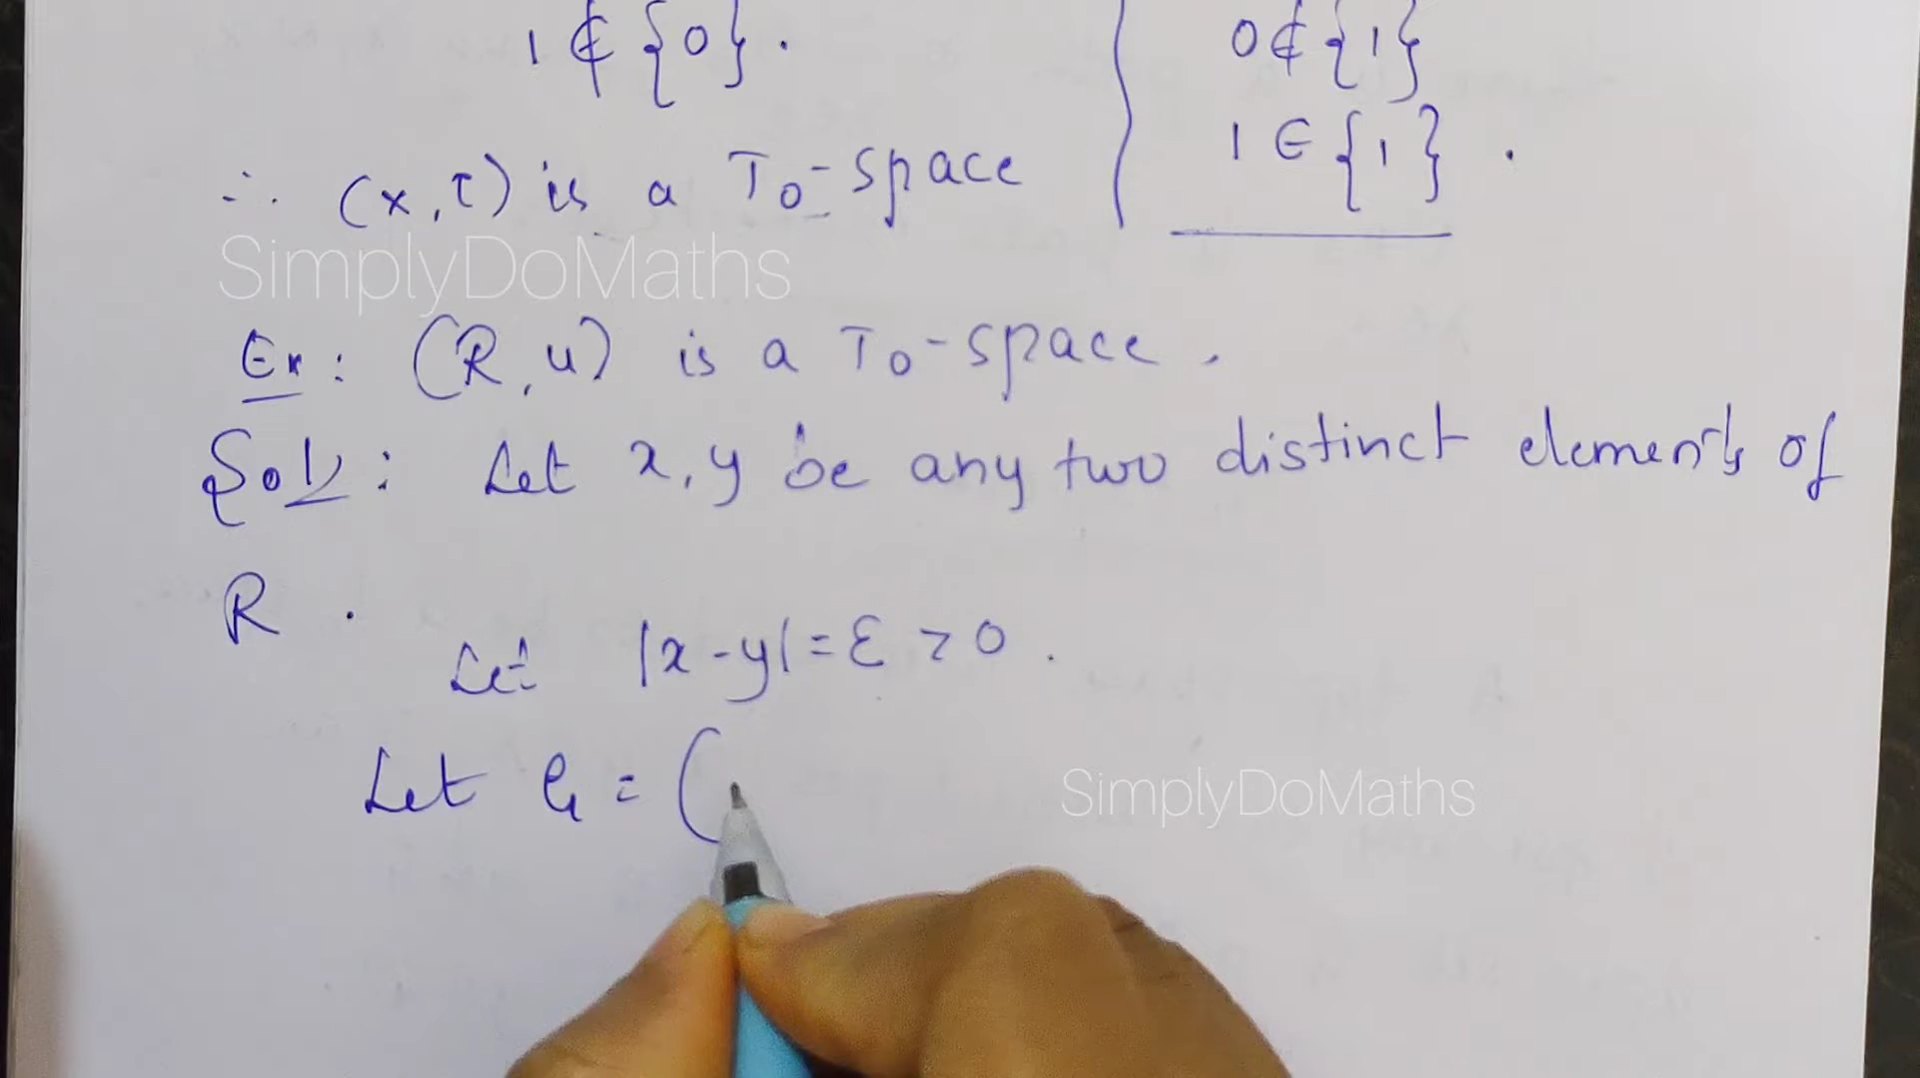 1 ∉ {0}.
0 ∉ {1}
1 ∈ {1} .
∴ (x, τ) is a T₀-space
SimplyDoMaths
Ex: (R, u) is a T₀-space.
Sol: Let x, y be any two distinct elements of
R .
Let |x-y| = ε > 0 .
Let G = (
SimplyDoMaths